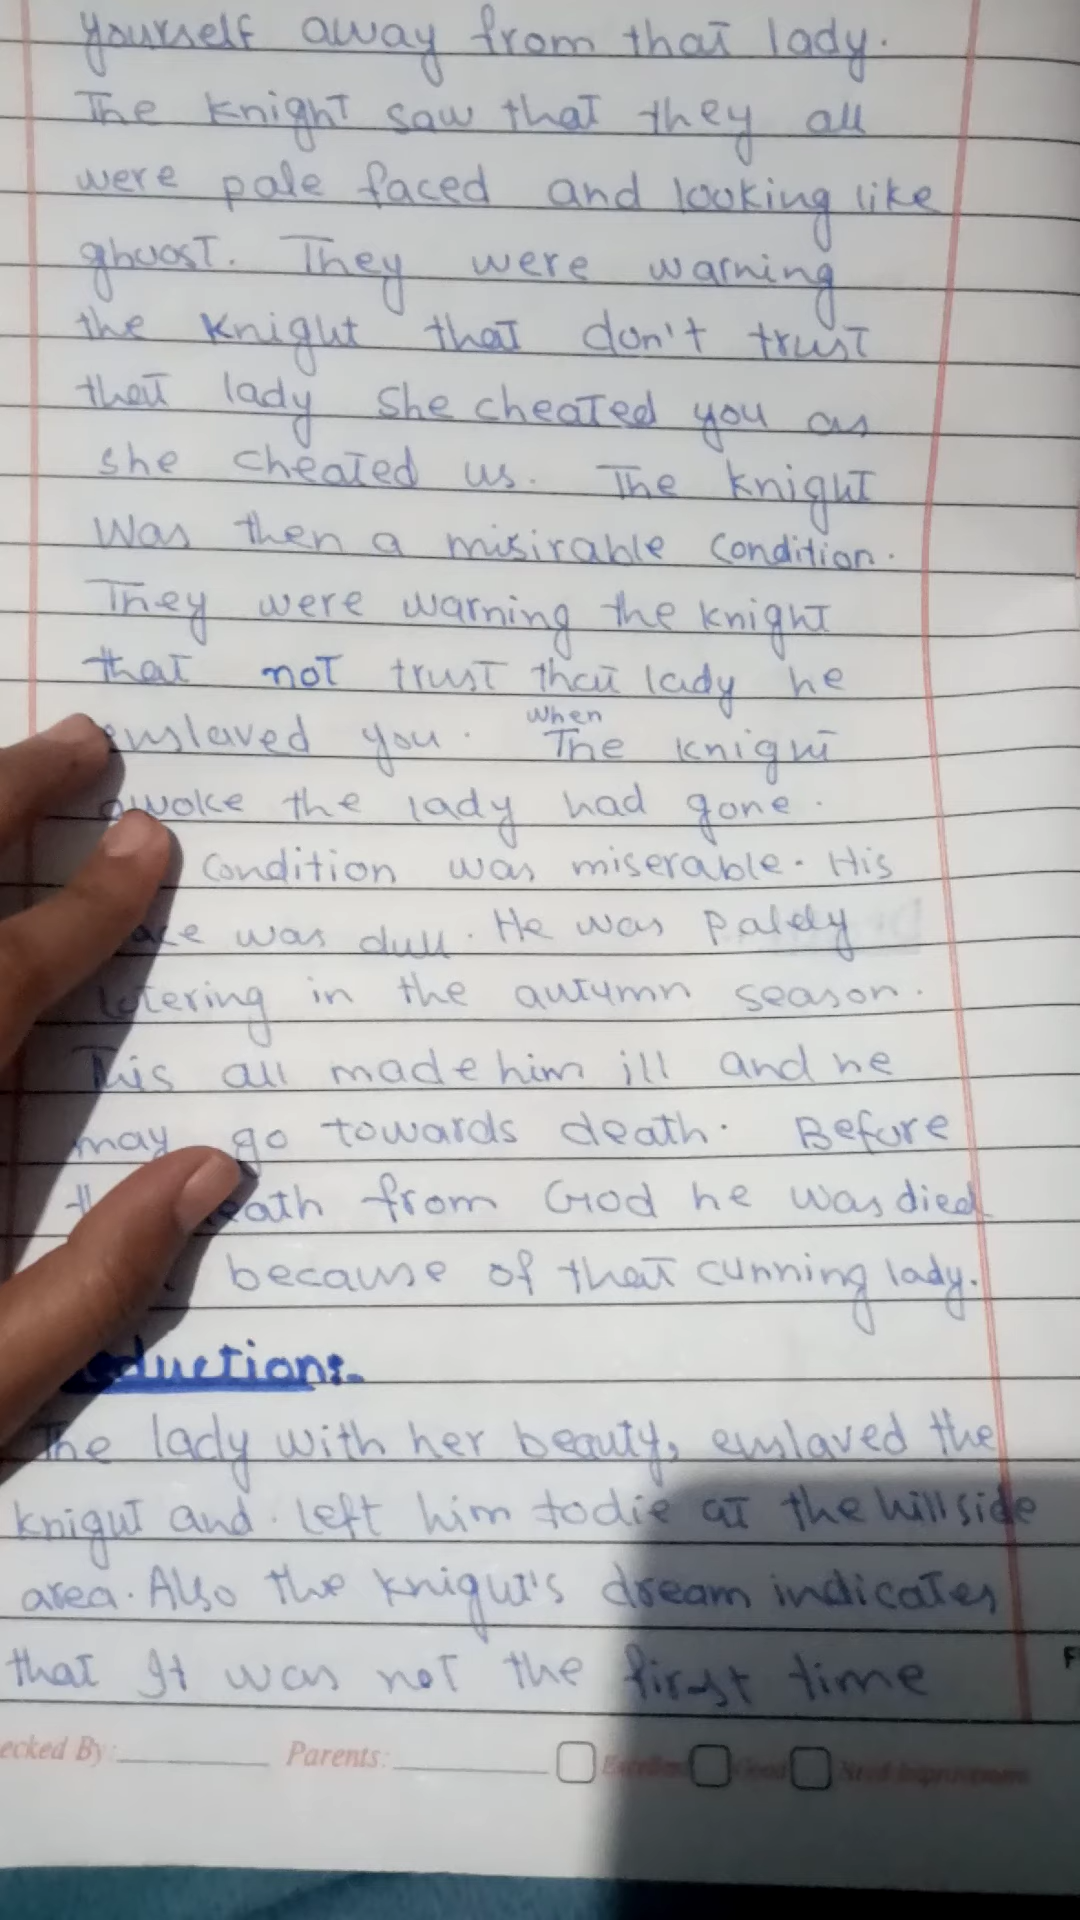 yourself away from that lady.
The knight saw that they all
were pale faced and looking like
ghuost. They were warning
the knight that don't trust
that lady she cheated you as
she cheated us. The knight
was then a misirable condition.
They were warning the knight
that not trust that lady he
enslaved you. When The knight
awoke the lady had gone.
condition was miserable. His
was dull. He was Palely
in the autumn season.
This all made him ill and he
may go towards death. Before
from God he was died
because of that cunning lady.
The lady with her beauty, enslaved the
knight and. left him to die at the hill side
area. Also the knight's dream indicates
that It was not the first time
ecked By:
Parents: